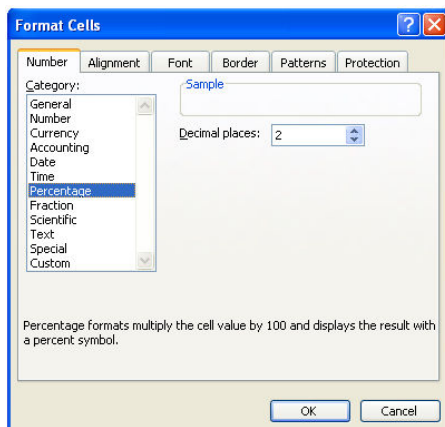 Format Cells
Number Alignment Font Border Patterns Protection
Category:
Sample
General
Number
Currency
Decimal places: 2
Accounting
Date
Time
Percentage
Fraction
Scientific
Text
Special
Custom
Percentage formats multiply the cell value by 100 and displays the result with
a percent symbol.
OK Cancel